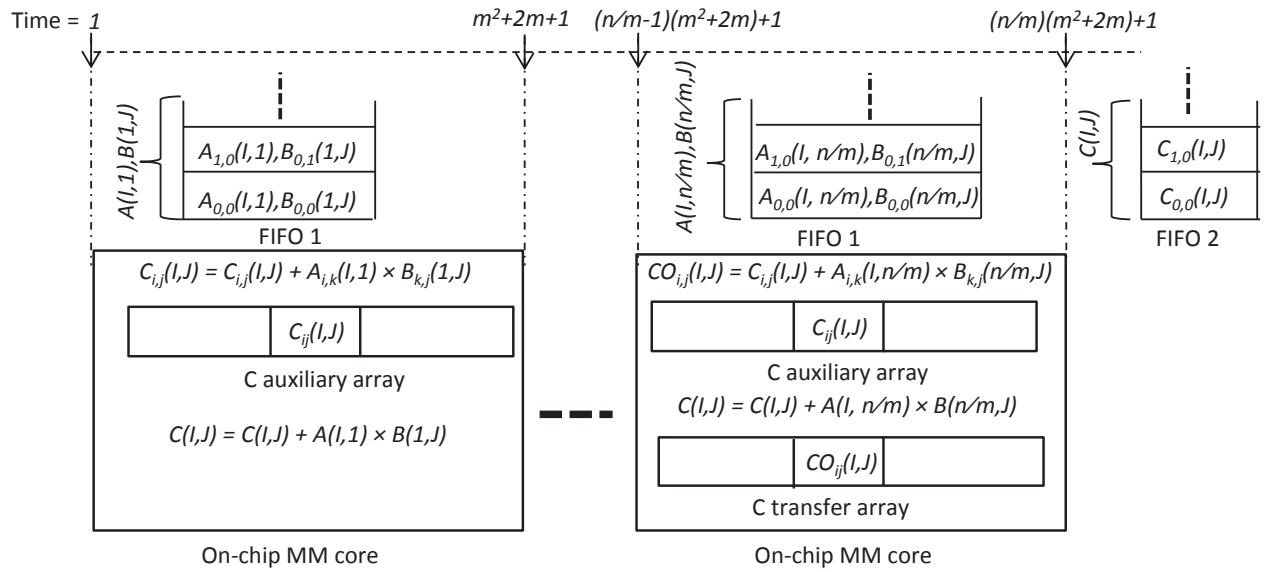 Time = 1 m²+2m+1 (n/m-1)(m²+2m)+1 (n/m)(m²+2m)+1
A(I,1),B(1,J)
A₁,₀(I,1),B₀,₁(1,J)
A₀,₀(I,1),B₀,₀(1,J)
FIFO 1
A(I,n/m),B(n/m,J)
A₁,₀(I, n/m),B₀,₁(n/m,J)
A₀,₀(I, n/m),B₀,₀(n/m,J)
FIFO 1
C(I,J)
C₁,₀(I,J)
C₀,₀(I,J)
FIFO 2
Cᵢ,ⱼ(I,J) = Cᵢ,ⱼ(I,J) + Aᵢ,ₖ(I,1) × Bₖ,ⱼ(1,J)
Cᵢⱼ(I,J)
C auxiliary array
C(I,J) = C(I,J) + A(I,1) × B(1,J)
On-chip MM core
COᵢ,ⱼ(I,J) = Cᵢ,ⱼ(I,J) + Aᵢ,ₖ(I,n/m) × Bₖ,ⱼ(n/m,J)
Cᵢⱼ(I,J)
C auxiliary array
C(I,J) = C(I,J) + A(I, n/m) × B(n/m,J)
COᵢⱼ(I,J)
C transfer array
On-chip MM core